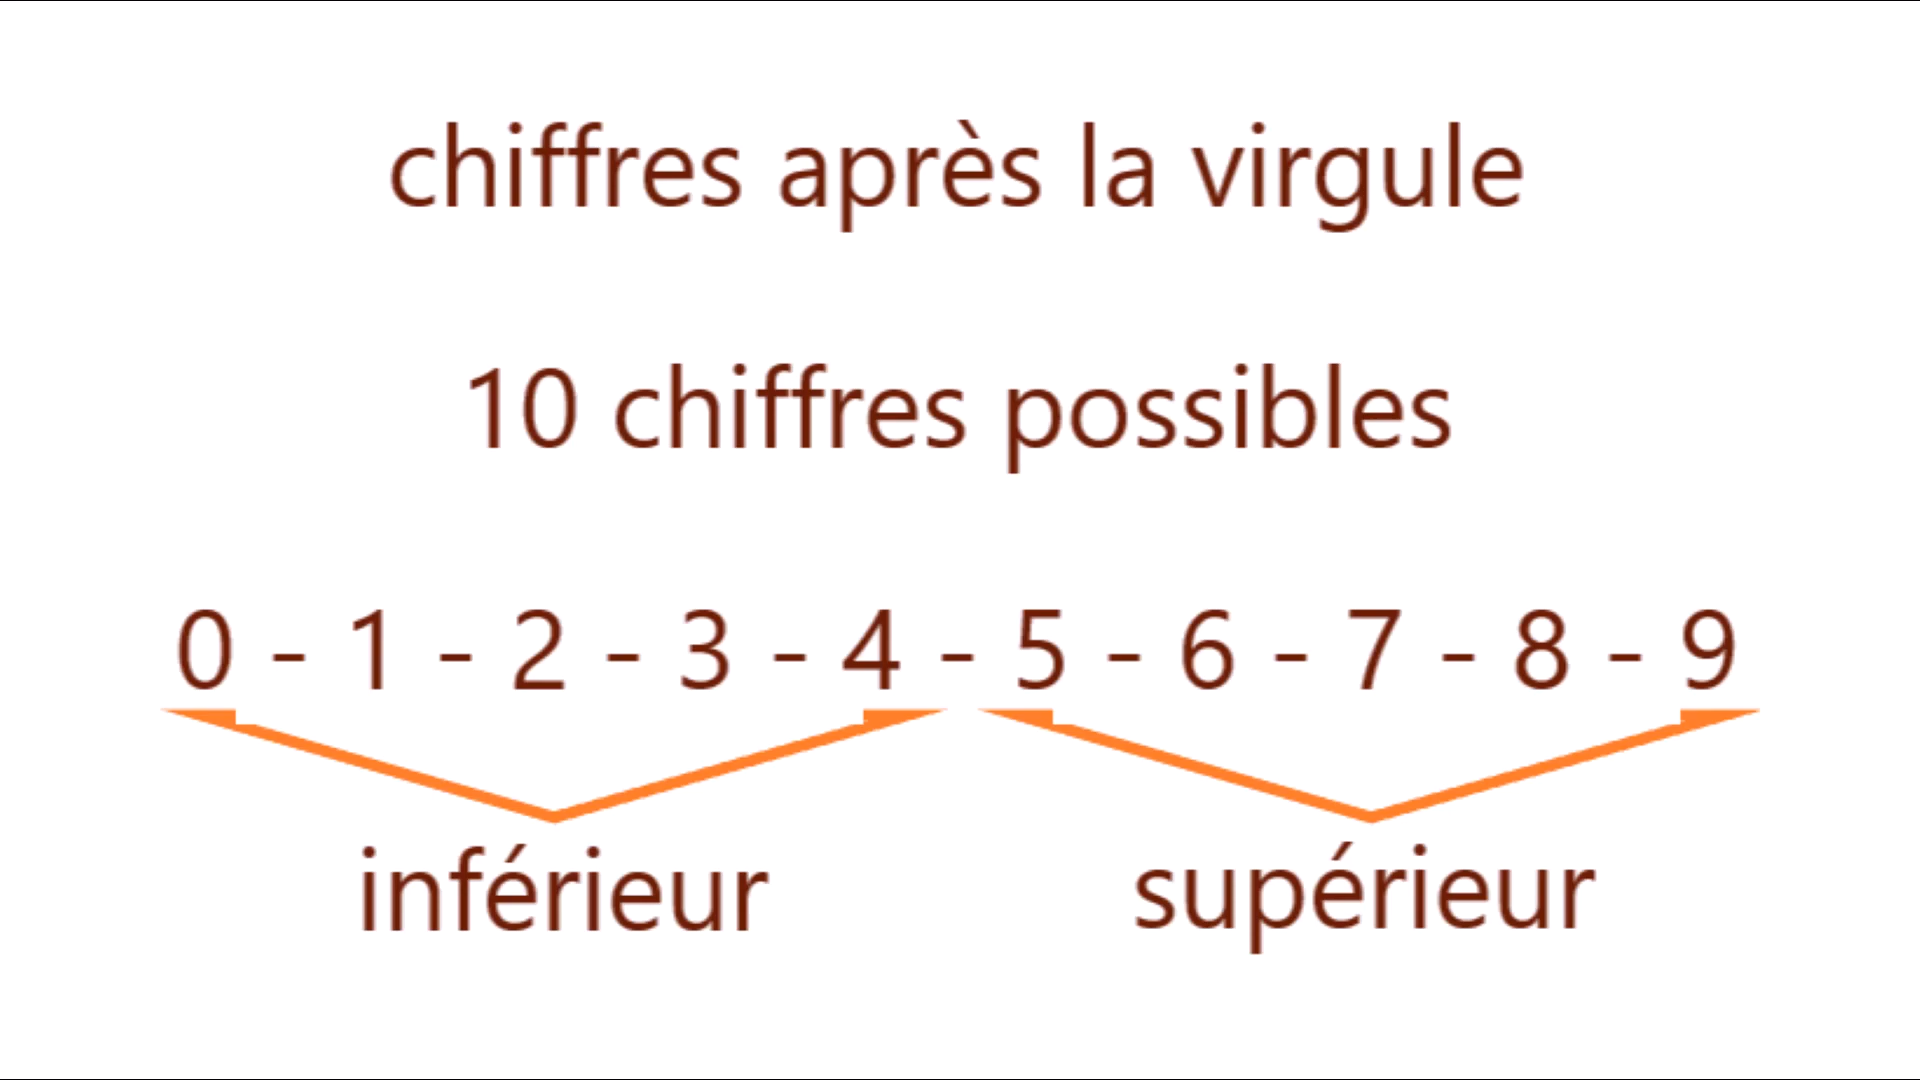 chiffres après la virgule
10 chiffres possibles
0 - 1 - 2 - 3 - 4 - 5 - 6 - 7 - 8 - 9
inférieur supérieur